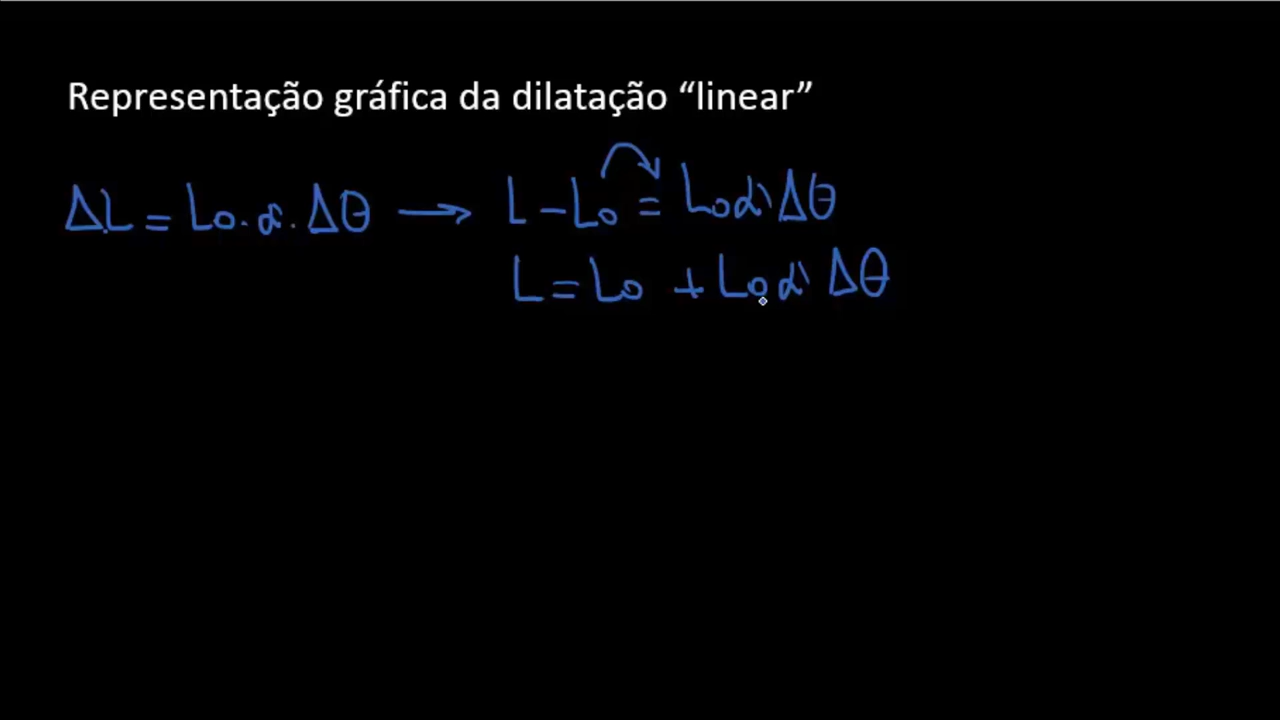 Representação gráfica da dilatação “linear”
ΔL = Lo . α . Δθ → L - Lo = Lo α Δθ
L = Lo + Lo α Δθ